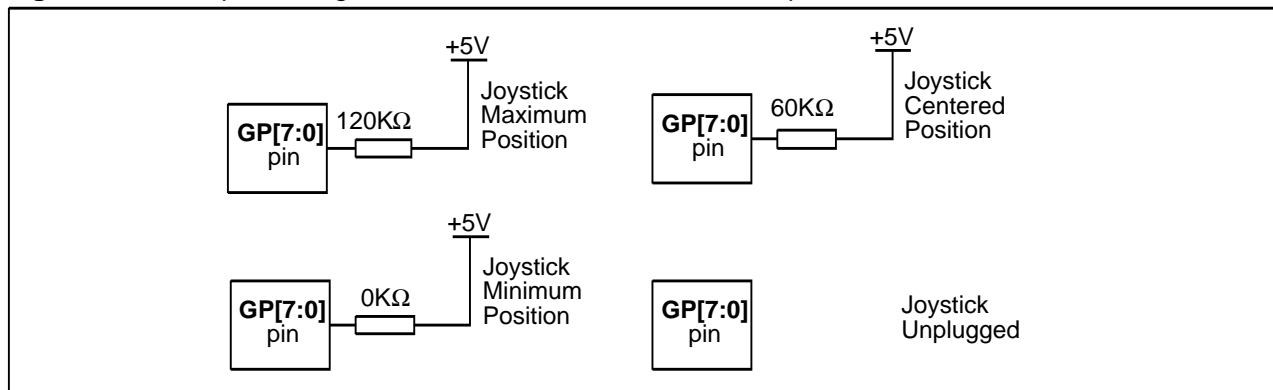 +5V
120KΩ
GP[7:0]
pin
Joystick
Maximum
Position
+5V
60KΩ
GP[7:0]
pin
Joystick
Centered
Position
+5V
0KΩ
GP[7:0]
pin
Joystick
Minimum
Position
GP[7:0]
pin
Joystick
Unplugged